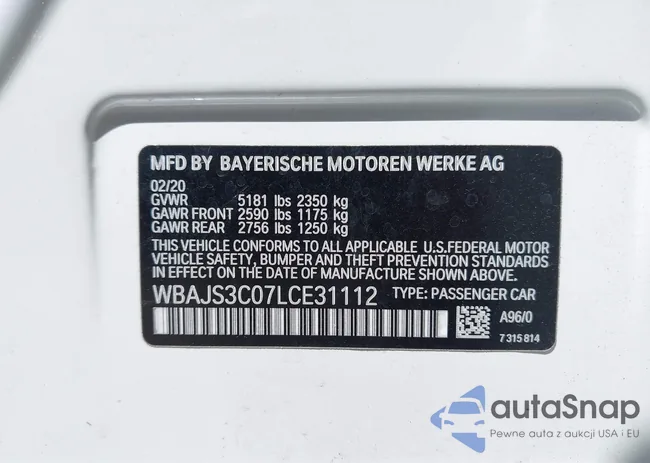 MFD BY BAYERISCHE MOTOREN WERKE AG
02/20
GVWR 5181 lbs 2350 kg
GAWR FRONT 2590 lbs 1175 kg
GAWR REAR 2756 lbs 1250 kg
THIS VEHICLE CONFORMS TO ALL APPLICABLE U.S.FEDERAL MOTOR
VEHICLE SAFETY, BUMPER AND THEFT PREVENTION STANDARDS
IN EFFECT ON THE DATE OF MANUFACTURE SHOWN ABOVE.
WBAJS3C07LCE31112 TYPE: PASSENGER CAR
A96/0
7 315 814
autaSnap
Pewne auta z aukcji USA i EU